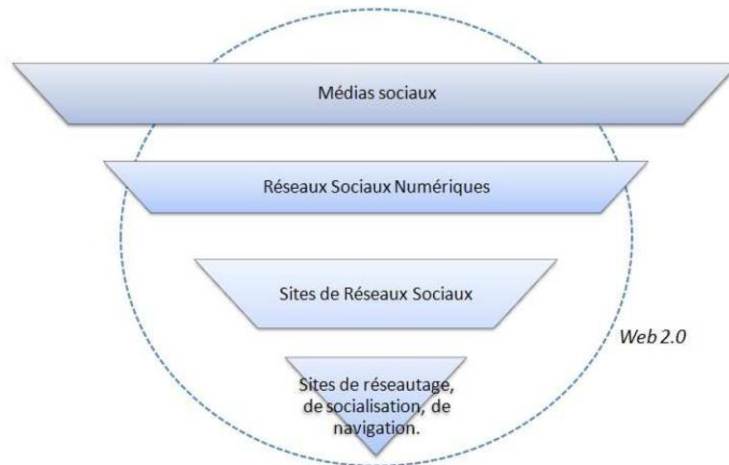 Médias sociaux
Réseaux Sociaux Numériques
Sites de Réseaux Sociaux
Web 2.0
Sites de réseautage,
de socialisation, de
navigation.